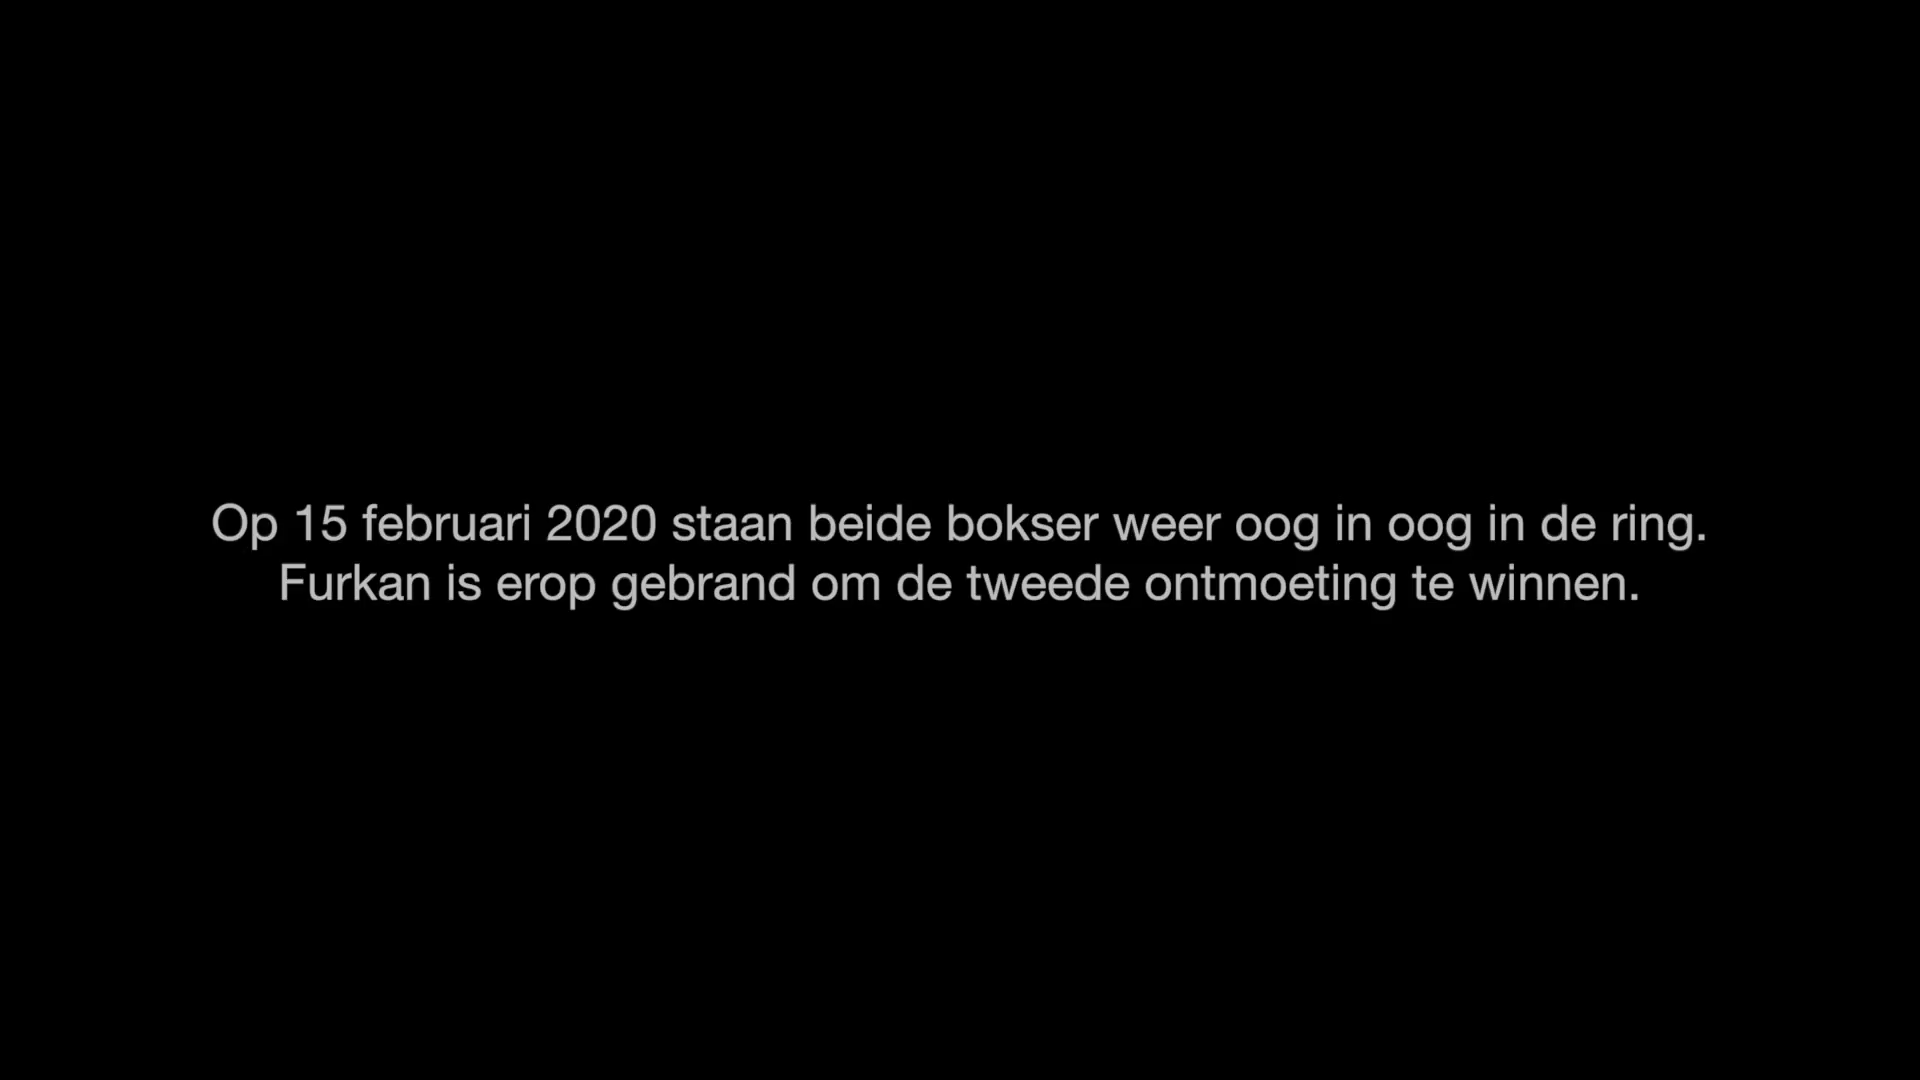 Op 15 februari 2020 staan beide bokser weer oog in oog in de ring.
Furkan is erop gebrand om de tweede ontmoeting te winnen.